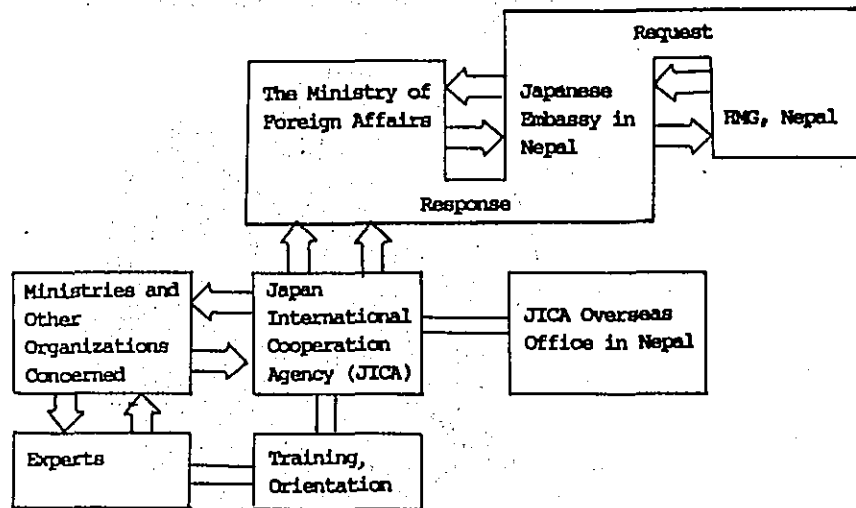 Request
The Ministry of
Foreign Affairs
Japanese
Embassy in
Nepal
HMG, Nepal
Response
Ministries and
Other
Organizations
Concerned
Japan
International
Cooperation
Agency (JICA)
JICA Overseas
Office in Nepal
Experts
Training,
Orientation